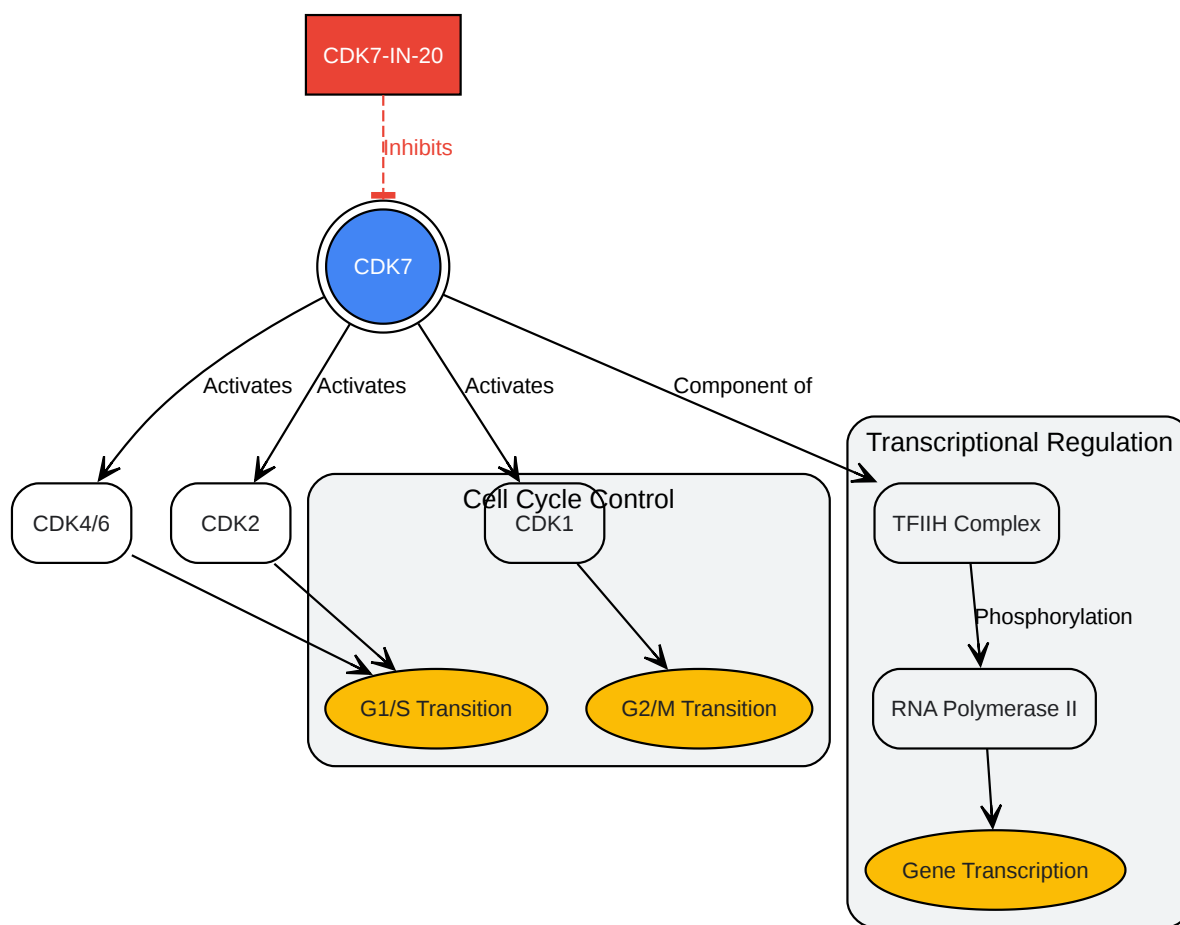 CDK7-IN-20
Inhibits
CDK7
Activates
Activates
Activates
Component of
Transcriptional Regulation
Cell Cycle Control
CDK4/6
CDK2
CDK1
TFIIH Complex
Phosphorylation
G1/S Transition
G2/M Transition
RNA Polymerase II
Gene Transcription